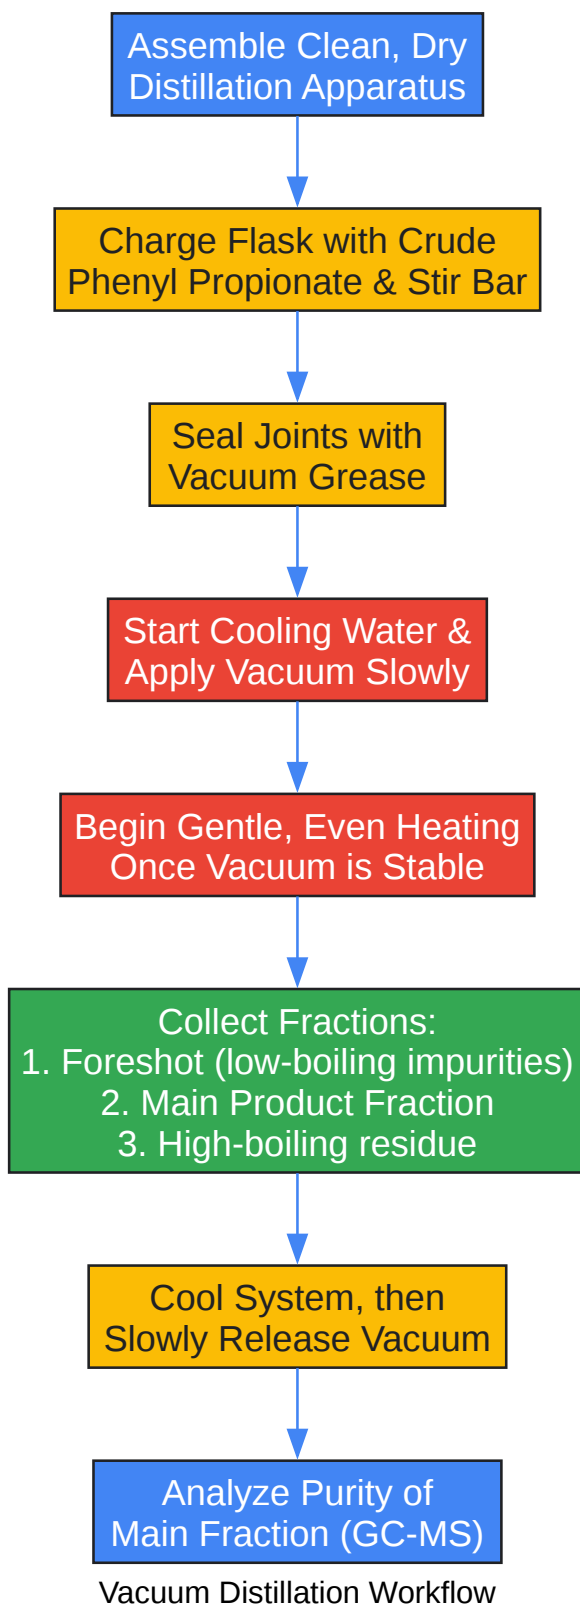 Assemble Clean, Dry
Distillation Apparatus
Charge Flask with Crude
Phenyl Propionate & Stir Bar
Seal Joints with
Vacuum Grease
Start Cooling Water &
Apply Vacuum Slowly
Begin Gentle, Even Heating
Once Vacuum is Stable
Collect Fractions:
1. Foreshot (low-boiling impurities)
2. Main Product Fraction
3. High-boiling residue
Cool System, then
Slowly Release Vacuum
Analyze Purity of
Main Fraction (GC-MS)
Vacuum Distillation Workflow